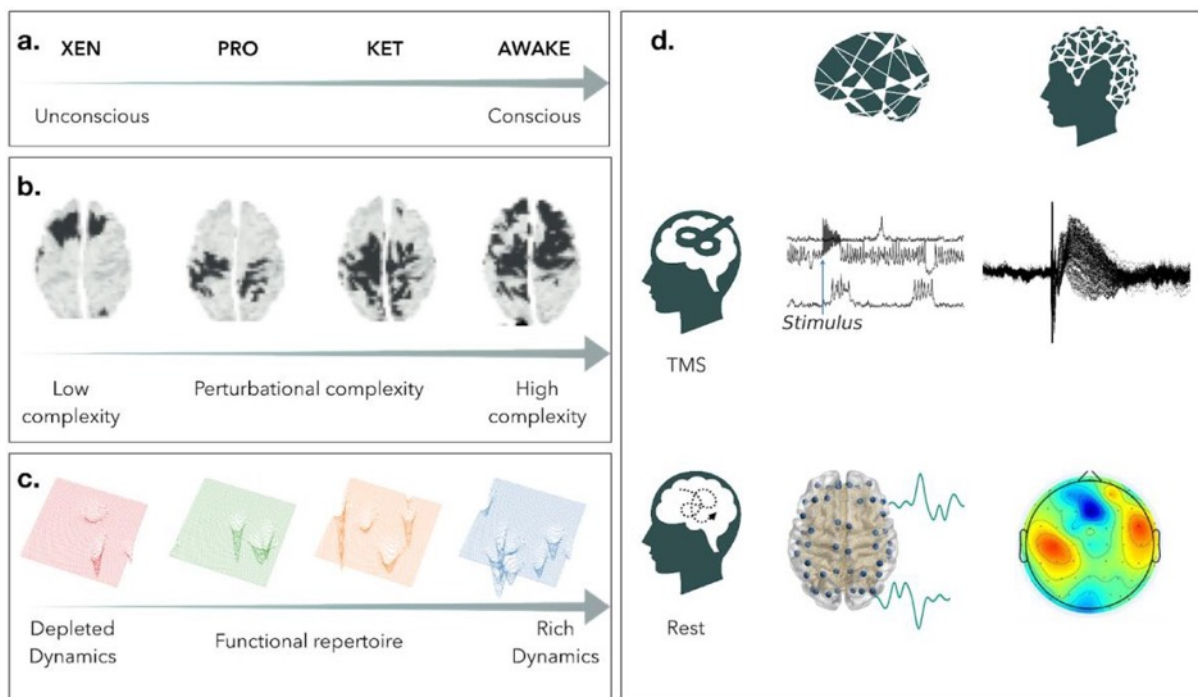 a.
XEN PRO KET AWAKE
Unconscious Conscious
b.
Low complexity
Perturbational complexity
High complexity
c.
Depleted Dynamics
Functional repertoire
Rich Dynamics
d.
Stimulus
TMS
Rest